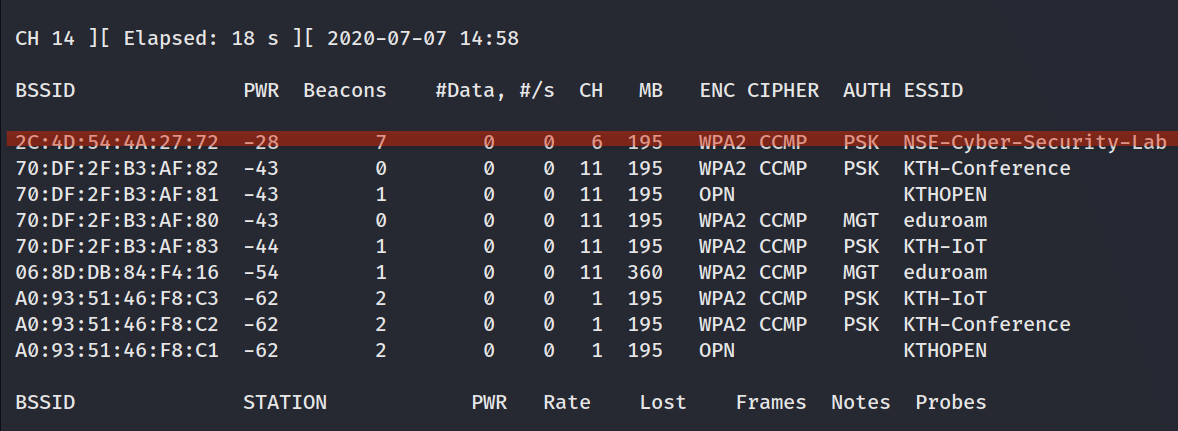 CH 14 ][ Elapsed: 18 s ][ 2020-07-07 14:58
BSSID PWR Beacons #Data, #/s CH MB ENC CIPHER AUTH ESSID
2C:4D:54:4A:27:72 -28 7 0 0 6 195 WPA2 CCMP PSK NSE-Cyber-Security-Lab
70:DF:2F:B3:AF:82 -43 0 0 0 11 195 WPA2 CCMP PSK KTH-Conference
70:DF:2F:B3:AF:81 -43 1 0 0 11 195 OPN KTHOPEN
70:DF:2F:B3:AF:80 -43 0 0 0 11 195 WPA2 CCMP MGT eduroam
70:DF:2F:B3:AF:83 -44 1 0 0 11 195 WPA2 CCMP PSK KTH-IoT
06:8D:DB:84:F4:16 -54 1 0 0 11 360 WPA2 CCMP MGT eduroam
A0:93:51:46:F8:C3 -62 2 0 0 1 195 WPA2 CCMP PSK KTH-IoT
A0:93:51:46:F8:C2 -62 2 0 0 1 195 WPA2 CCMP PSK KTH-Conference
A0:93:51:46:F8:C1 -62 2 0 0 1 195 OPN KTHOPEN
BSSID STATION PWR Rate Lost Frames Notes Probes